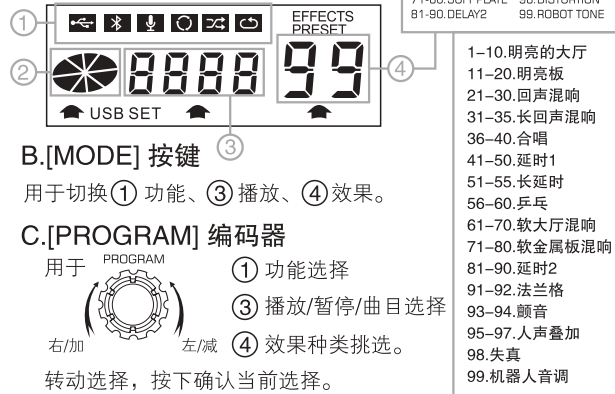 71-80.SOFT PLATE 98.DISTORTION
81-90.DELAY2 99.ROBOT TONE
①
EFFECTS
PRESET
②
8888
99
④
USB SET
③
B.[MODE] 按键
用于切换① 功能、③ 播放、④ 效果。
C.[PROGRAM] 编码器
用于
PROGRAM
右/加
左/减
① 功能选择
③ 播放/暂停/曲目选择
④ 效果种类挑选。
转动选择，按下确认当前选择。
1–10.明亮的大厅
11–20.明亮板
21–30.回声混响
31–35.长回声混响
36–40.合唱
41–50.延时1
51–55.长延时
56–60.乒乓
61–70.软大厅混响
71–80.软金属板混响
81–90.延时2
91–92.法兰格
93–94.颤音
95–97.人声叠加
98.失真
99.机器人音调